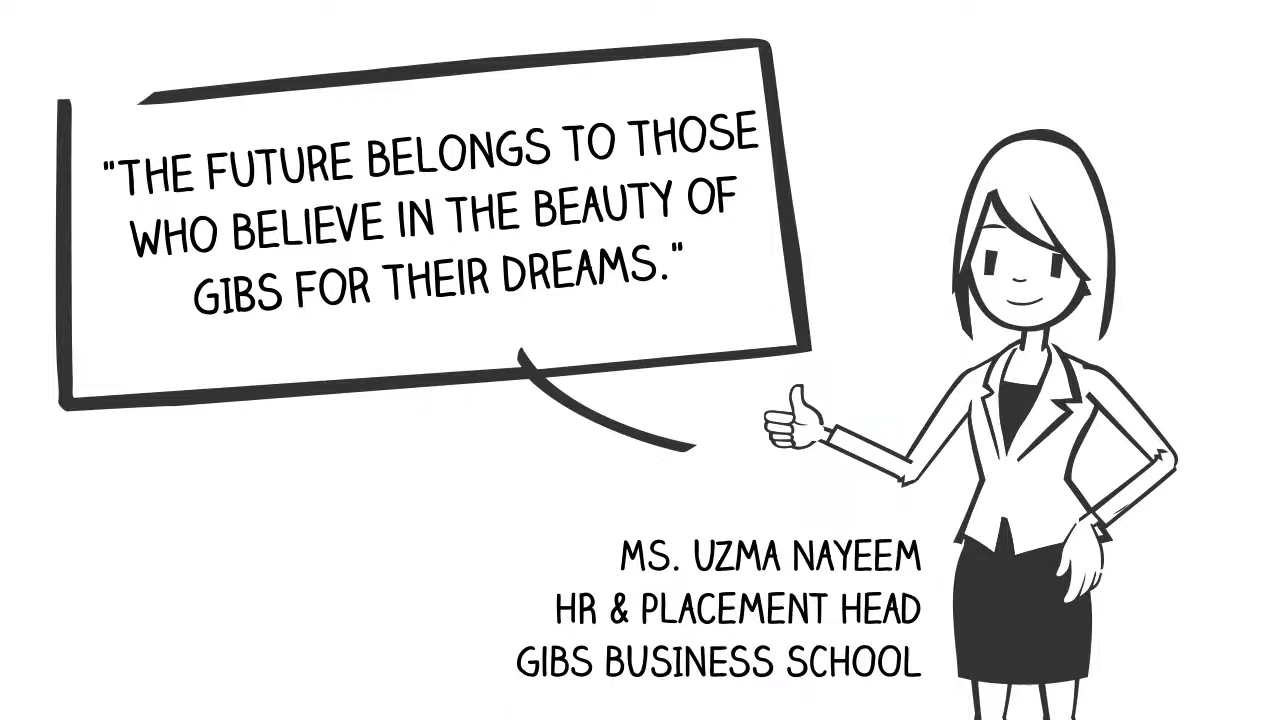 "THE FUTURE BELONGS TO THOSE
WHO BELIEVE IN THE BEAUTY OF
GIBS FOR THEIR DREAMS."
MS. UZMA NAYEEM
HR & PLACEMENT HEAD
GIBS BUSINESS SCHOOL